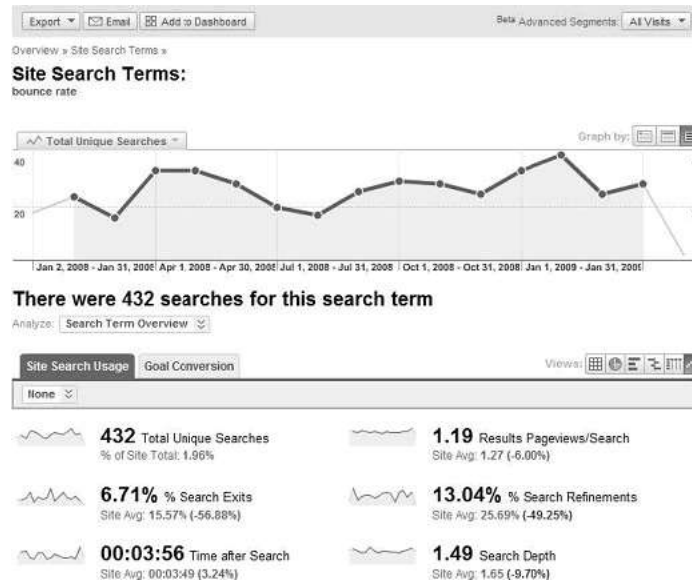 Export Email Add to Dashboard Beta Advanced Segments: All Visits
Overview » Site Search Terms »
Site Search Terms:
bounce rate
Total Unique Searches Graph by:
40
20
Jan 2, 2008 - Jan 31, 2008 Apr 1, 2008 - Apr 30, 2008 Jul 1, 2008 - Jul 31, 2008 Oct 1, 2008 - Oct 31, 2008 Jan 1, 2009 - Jan 31, 2009
There were 432 searches for this search term
Analyze: Search Term Overview
Site Search Usage Goal Conversion Views:
None
432 Total Unique Searches 1.19 Results Pageviews/Search
% of Site Total: 1.96% Site Avg: 1.27 (-6.00%)
6.71% % Search Exits 13.04% % Search Refinements
Site Avg: 15.57% (-56.88%) Site Avg: 25.69% (-49.25%)
00:03:56 Time after Search 1.49 Search Depth
Site Avg: 00:03:49 (3.24%) Site Avg: 1.65 (-9.70%)